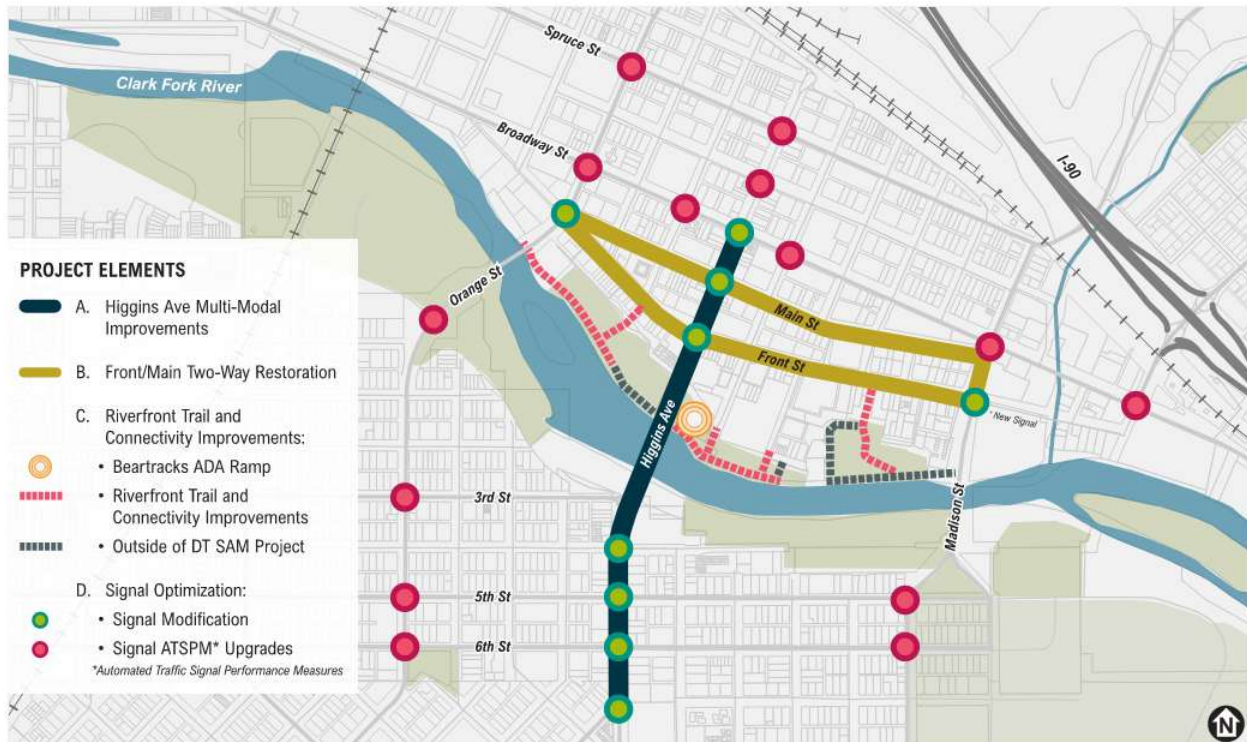 Spruce St
Clark Fork River
Broadway St
I-90
PROJECT ELEMENTS
A. Higgins Ave Multi-Modal
Improvements
B. Front/Main Two-Way Restoration
C. Riverfront Trail and
Connectivity Improvements:
• Beartracks ADA Ramp
• Riverfront Trail and
Connectivity Improvements
• Outside of DT SAM Project
D. Signal Optimization:
• Signal Modification
• Signal ATSPM* Upgrades
*Automated Traffic Signal Performance Measures
Orange St
Main St
Front St
* New Signal
Higgins Ave
3rd St
Madison St
5th St
6th St
N